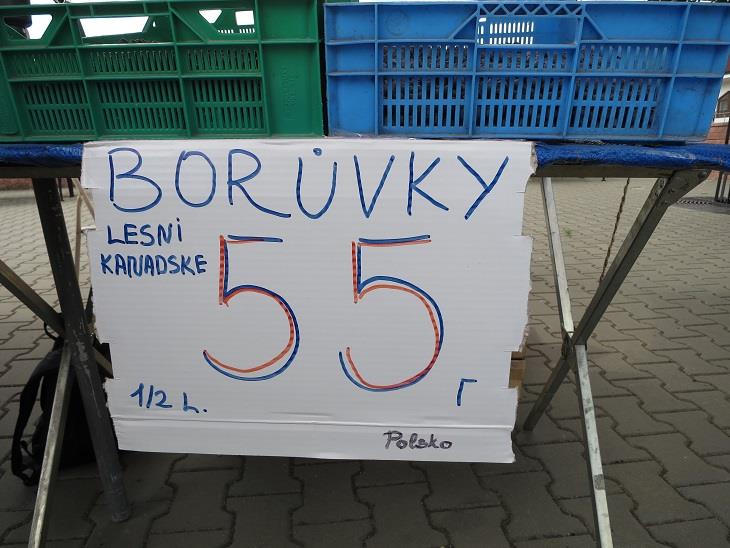 BORŮVKY
LESNI
KANADSKE
55
1/2 L.
Polsko